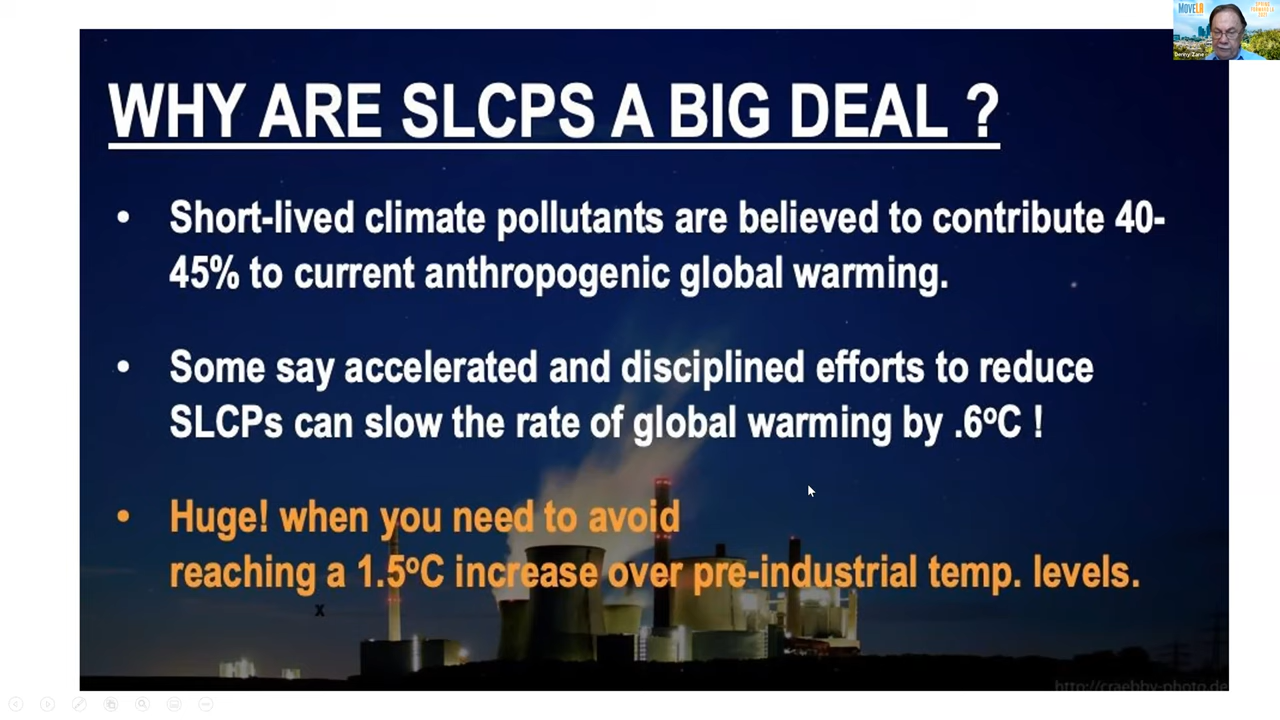 MOVELA
WHY ARE SLCPS A BIG DEAL ?
• Short-lived climate pollutants are believed to contribute 40-
45% to current anthropogenic global warming.
• Some say accelerated and disciplined efforts to reduce
SLCPs can slow the rate of global warming by .6ºC !
• Huge! when you need to avoid
reaching a 1.5ºC increase over pre-industrial temp. levels.
x
http://craebby-photo.de
Denny Zane